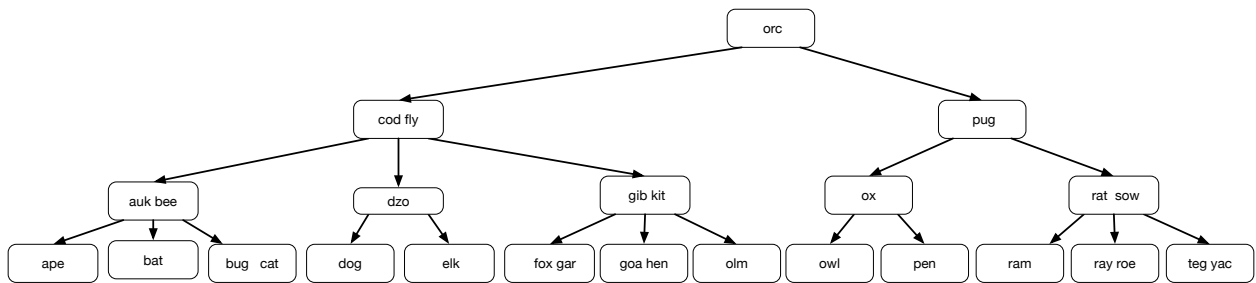 orc
cod fly
pug
auk bee
dzo
gib kit
ox
rat sow
ape
bat
bug cat
dog
elk
fox gar
goa hen
olm
owl
pen
ram
ray roe
teg yac